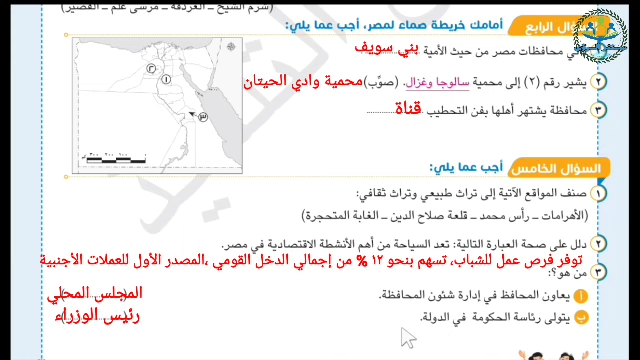 (شرم الشيخ – الغردقة – مرسى علم – القصير)
السؤال الرابع أمامك خريطة صماء لمصر، أجب عما يلي:
ي محافظات مصر من حيث الأمية بني سويف
٢ يشير رقم (٢) إلى محمية سالوجا وغزال. (صوّب) (محمية وادي الحيتان
٣ محافظة يشتهر أهلها بفن التحطيب قناة
السؤال الخامس أجب عما يلي:
١ صنف المواقع الآتية إلى تراث طبيعي وتراث ثقافي:
(الأهرامات – رأس محمد – قلعة صلاح الدين – الغابة المتحجرة)
٢ دلل على صحة العبارة التالية: تعد السياحة من أهم الأنشطة الاقتصادية في مصر.
توفر فرص عمل للشباب، تسهم بنحو ١٢ % من إجمالي الدخل القومي ،المصدر الأول للعملات الأجنبية
٣ من هو؟:
أ يعاون المحافظ في إدارة شئون المحافظة. (المجلس المحلي)
ب يتولى رئاسة الحكومة في الدولة. (رئيس الوزراء)